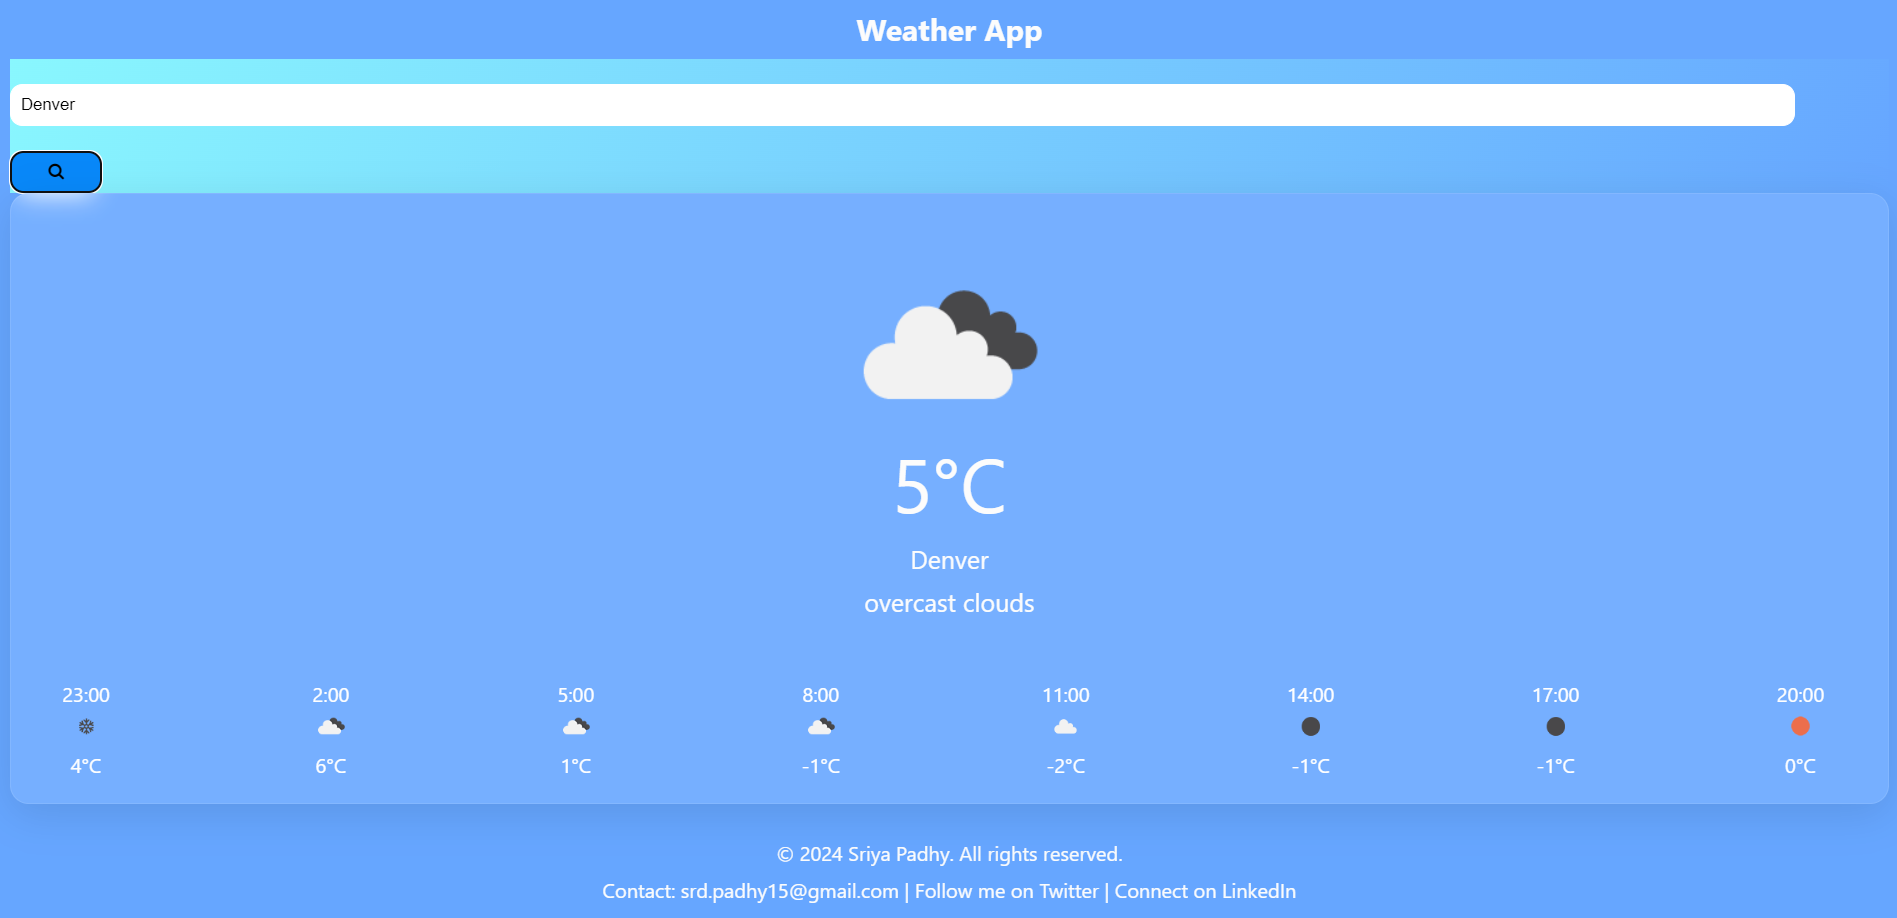 Weather App
Denver
5°C
Denver
overcast clouds
23:00 2:00 5:00 8:00 11:00 14:00 17:00 20:00
4°C 6°C 1°C -1°C -2°C -1°C -1°C 0°C
© 2024 Sriya Padhy. All rights reserved.
Contact: srd.padhy15@gmail.com | Follow me on Twitter | Connect on LinkedIn